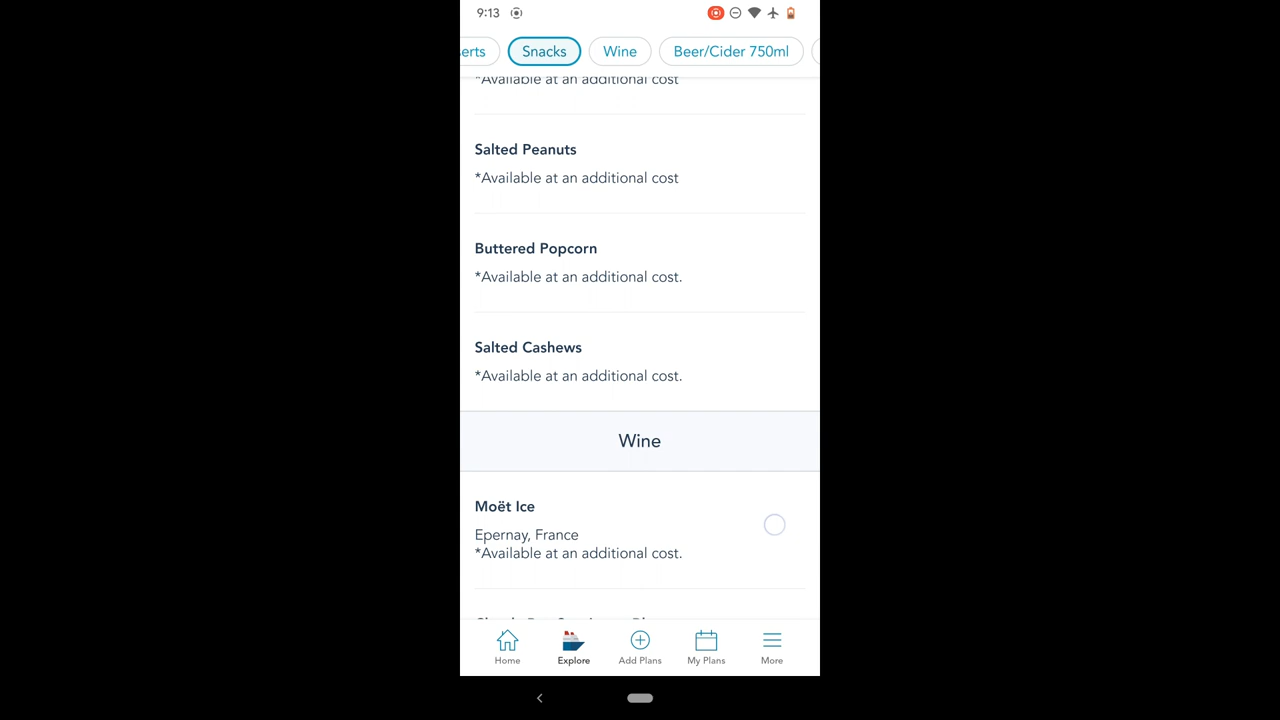 9:13
erts
Snacks
Wine
Beer/Cider 750ml
*Available at an additional cost
Salted Peanuts
*Available at an additional cost
Buttered Popcorn
*Available at an additional cost.
Salted Cashews
*Available at an additional cost.
Wine
Moët Ice
Epernay, France
*Available at an additional cost.
Home
Explore
Add Plans
My Plans
More